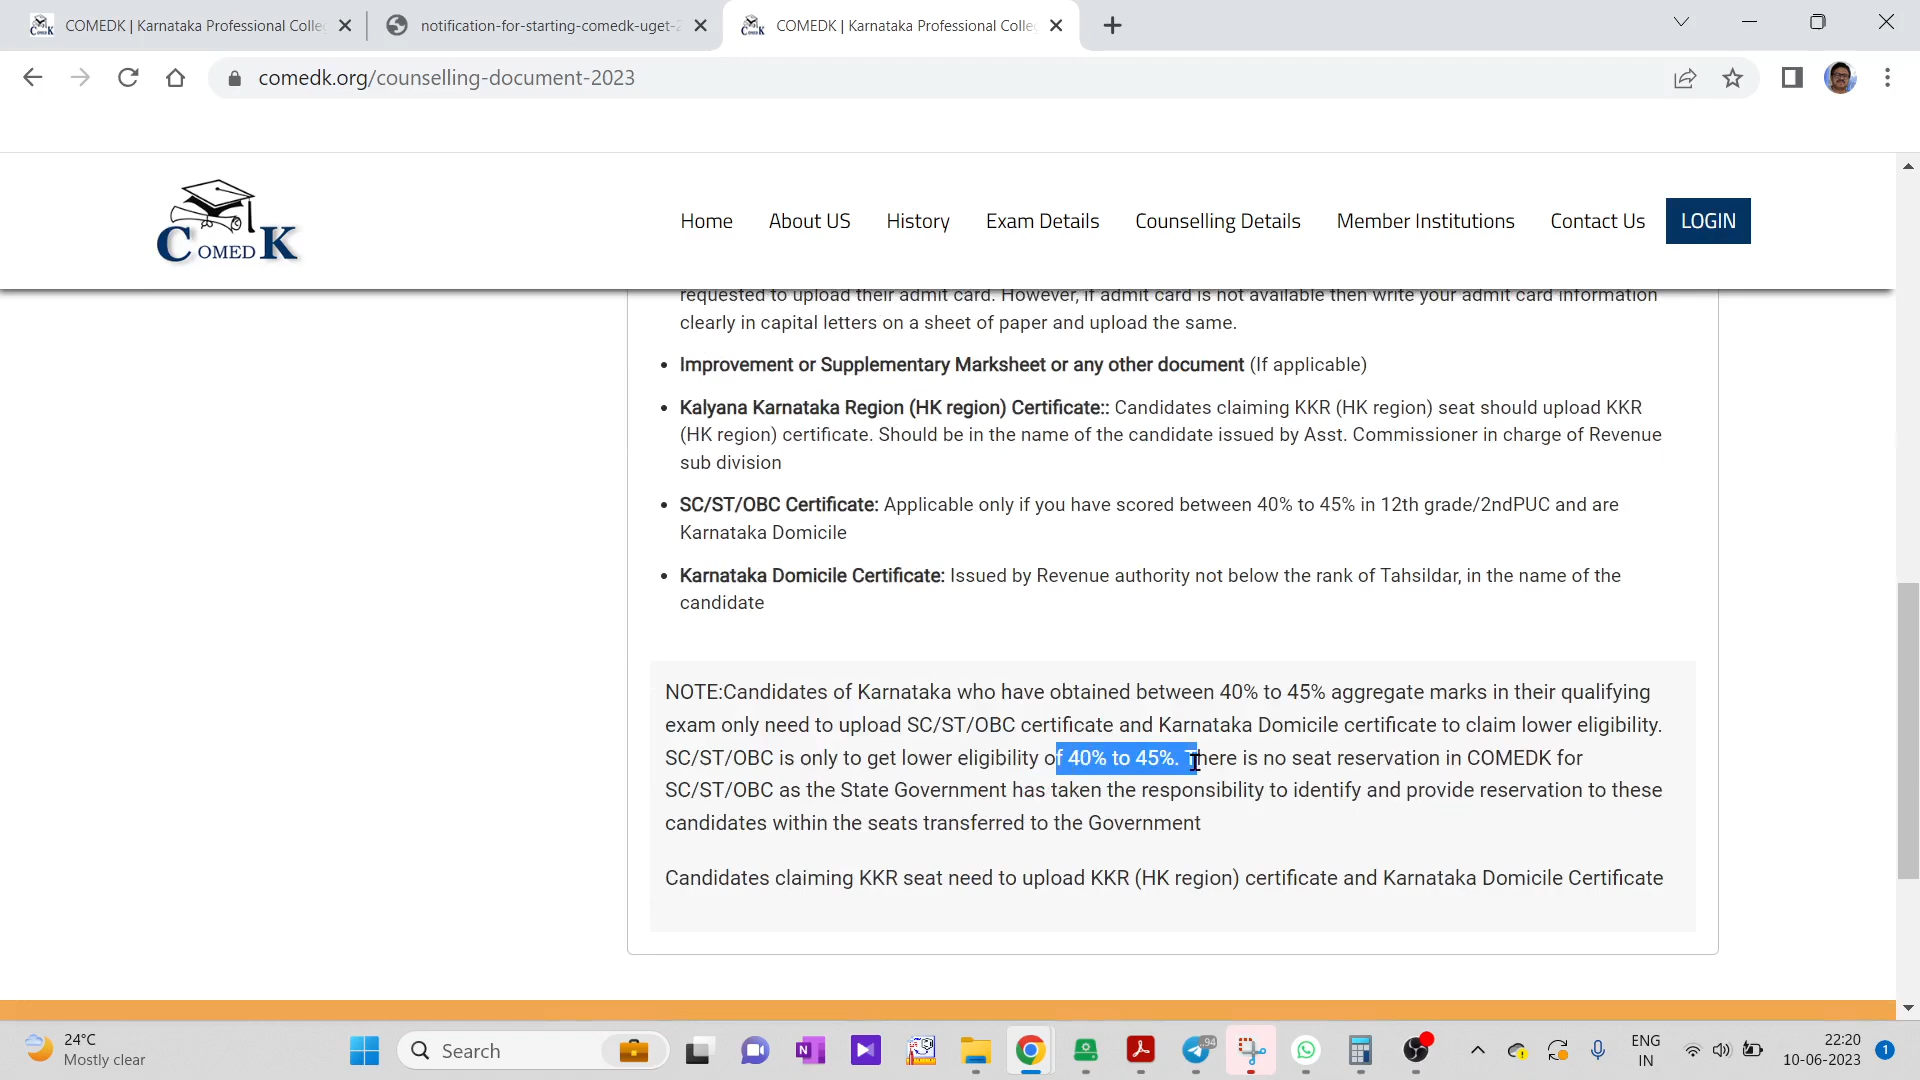 COMEDK | Karnataka Professional Colle
notification-for-starting-comedk-uget-2
COMEDK | Karnataka Professional Colle
comedk.org/counselling-document-2023
COMEDK
Home
About US
History
Exam Details
Counselling Details
Member Institutions
Contact Us
LOGIN
requested to upload their admit card. However, if admit card is not available then write your admit card information
clearly in capital letters on a sheet of paper and upload the same.
• Improvement or Supplementary Marksheet or any other document (If applicable)
• Kalyana Karnataka Region (HK region) Certificate:: Candidates claiming KKR (HK region) seat should upload KKR
(HK region) certificate. Should be in the name of the candidate issued by Asst. Commissioner in charge of Revenue
sub division
• SC/ST/OBC Certificate: Applicable only if you have scored between 40% to 45% in 12th grade/2ndPUC and are
Karnataka Domicile
• Karnataka Domicile Certificate: Issued by Revenue authority not below the rank of Tahsildar, in the name of the
candidate
NOTE:Candidates of Karnataka who have obtained between 40% to 45% aggregate marks in their qualifying
exam only need to upload SC/ST/OBC certificate and Karnataka Domicile certificate to claim lower eligibility.
SC/ST/OBC is only to get lower eligibility of 40% to 45%. There is no seat reservation in COMEDK for
SC/ST/OBC as the State Government has taken the responsibility to identify and provide reservation to these
candidates within the seats transferred to the Government
Candidates claiming KKR seat need to upload KKR (HK region) certificate and Karnataka Domicile Certificate
24°C
Mostly clear
Search
94
ENG
IN
22:20
10-06-2023
1